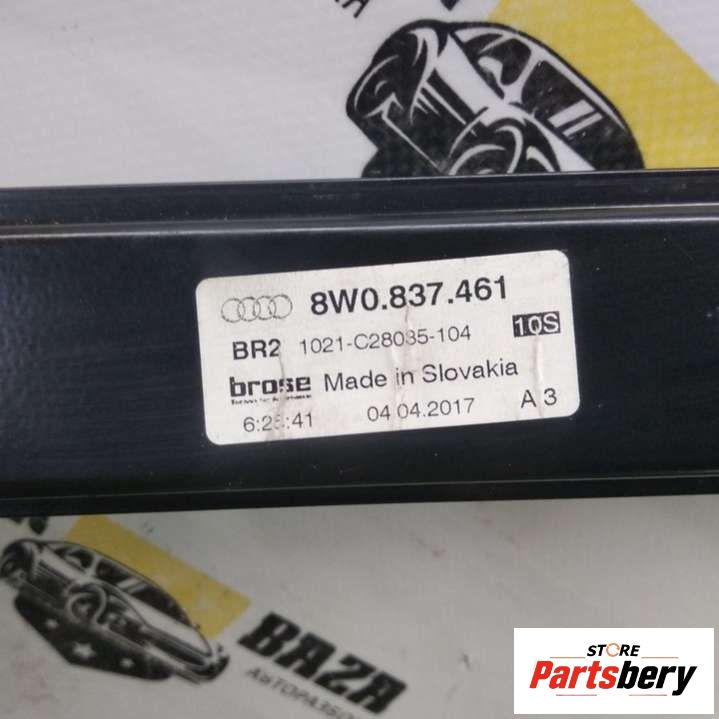 8W0.837.461
BR2 1021-C28085-104 10S
brose Made in Slovakia
04.04.2017 A 3
BAZA
STORE
Partsbery